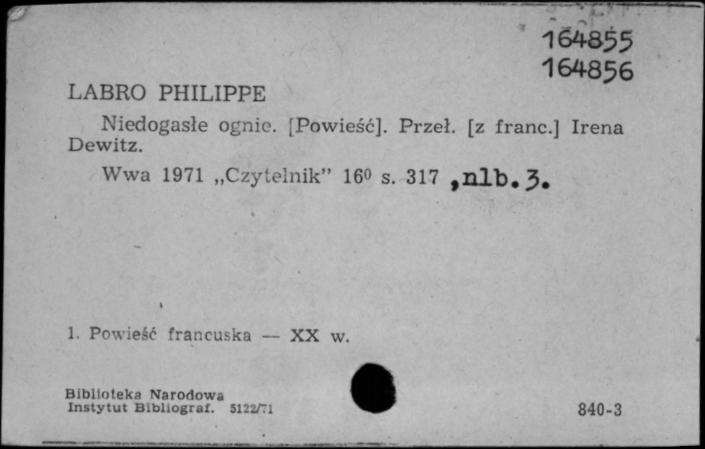 164855
164856
LABRO PHILIPPE
Niedogasłe ognie. [Powieść]. Przeł. [z franc.] Irena
Dewitz.
Wwa 1971 „Czytelnik” 16⁰ s. 317 ,nlb.3.
1. Powieść francuska — XX w.
Biblioteka Narodowa
Instytut Bibliograf. 5122/71
840-3